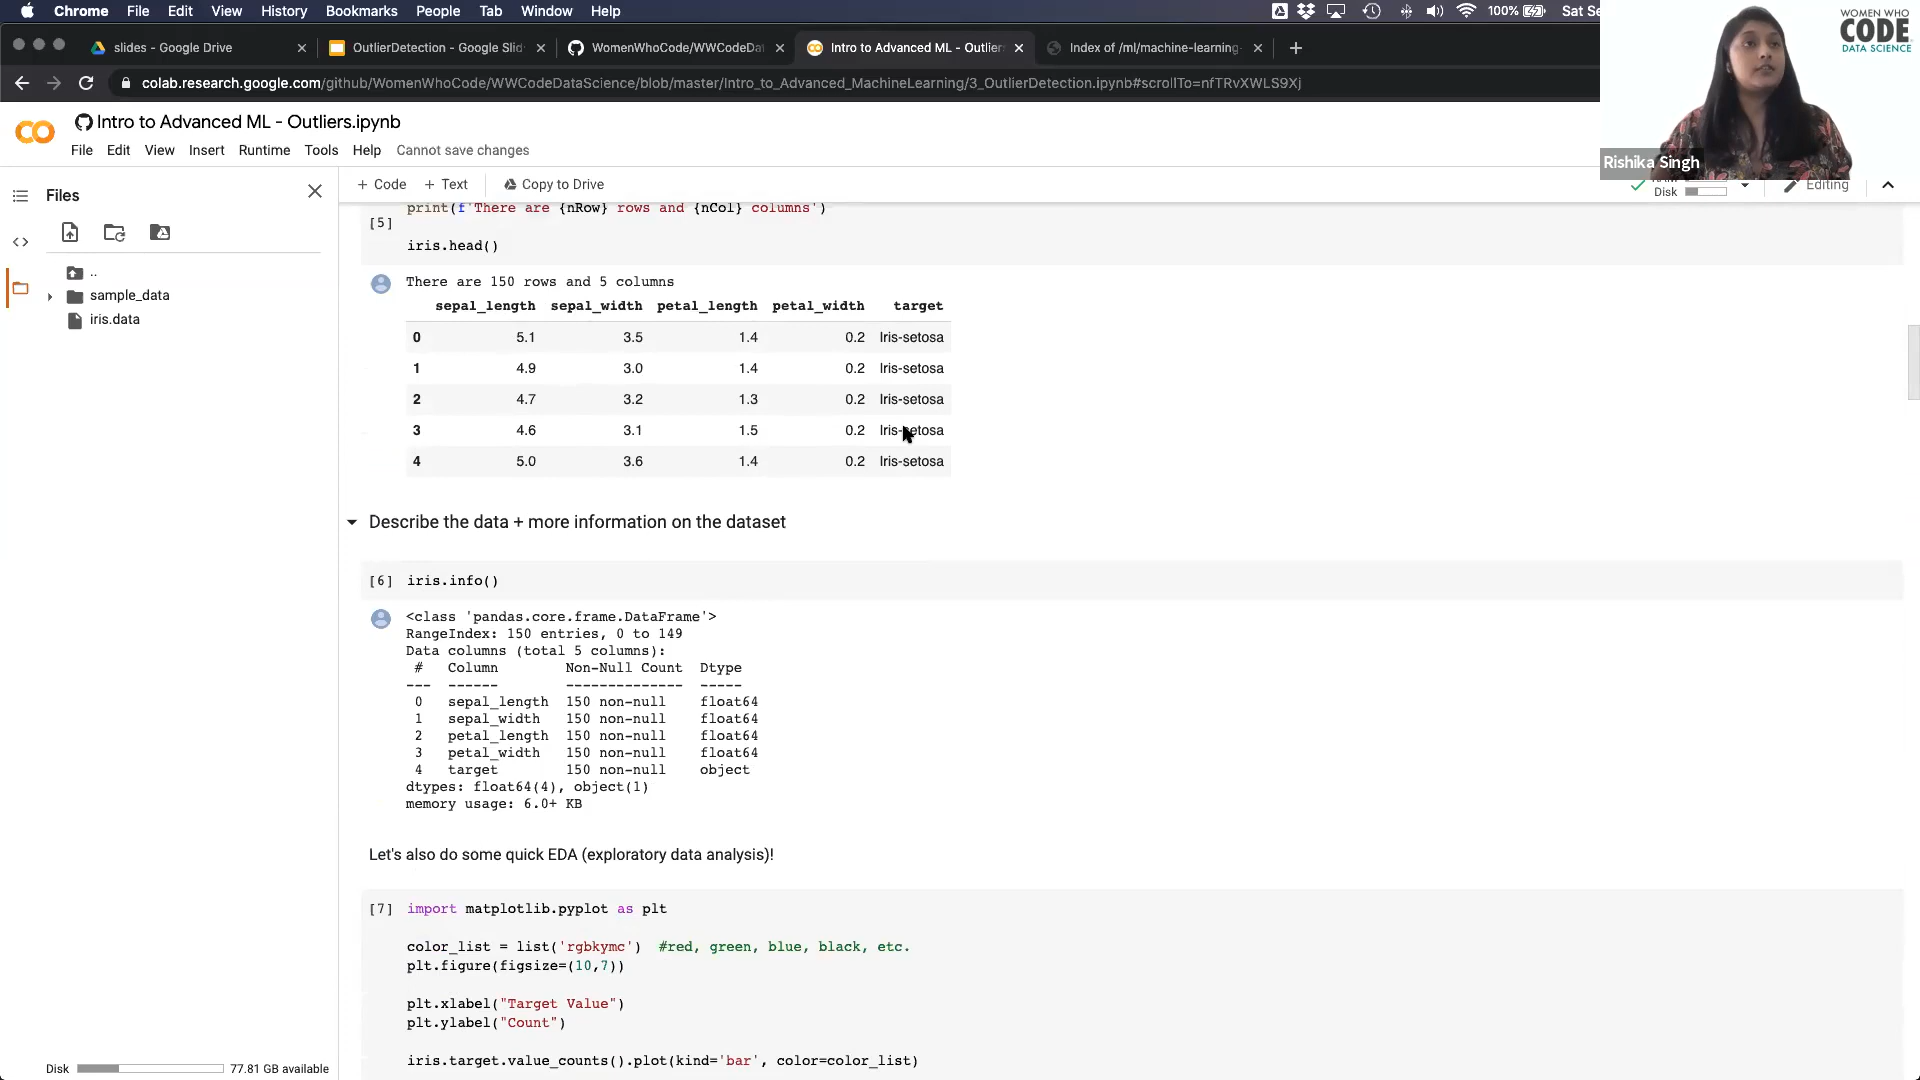 Chrome File Edit View History Bookmarks People Tab Window Help 100% Sat Se
WOMEN WHO
CODE
DATA SCIENCE
slides - Google Drive
OutlierDetection - Google Slid
WomenWhoCode/WWCodeDat
Intro to Advanced ML - Outlier
Index of /ml/machine-learning
colab.research.google.com/github/WomenWhoCode/WWCodeDataScience/blob/master/Intro_to_Advanced_MachineLearning/3_OutlierDetection.ipynb#scrollTo=nfTRvXWLS9Xj
CO
Intro to Advanced ML - Outliers.ipynb
File Edit View Insert Runtime Tools Help Cannot save changes
Rishika Singh
Files
+ Code + Text Copy to Drive
Disk
Editing
..
sample_data
iris.data
print(f'There are {nRow} rows and {nCol} columns')
[5]
iris.head()
There are 150 rows and 5 columns
sepal_length sepal_width petal_length petal_width target
0 5.1 3.5 1.4 0.2 Iris-setosa
1 4.9 3.0 1.4 0.2 Iris-setosa
2 4.7 3.2 1.3 0.2 Iris-setosa
3 4.6 3.1 1.5 0.2 Iris-setosa
4 5.0 3.6 1.4 0.2 Iris-setosa
Describe the data + more information on the dataset
[6] iris.info()
<class 'pandas.core.frame.DataFrame'>
RangeIndex: 150 entries, 0 to 149
Data columns (total 5 columns):
# Column Non-Null Count Dtype
--- ------ -------------- -----
0 sepal_length 150 non-null float64
1 sepal_width 150 non-null float64
2 petal_length 150 non-null float64
3 petal_width 150 non-null float64
4 target 150 non-null object
dtypes: float64(4), object(1)
memory usage: 6.0+ KB
Let's also do some quick EDA (exploratory data analysis)!
[7] import matplotlib.pyplot as plt
color_list = list('rgbkymc') #red, green, blue, black, etc.
plt.figure(figsize=(10,7))
plt.xlabel("Target Value")
plt.ylabel("Count")
iris.target.value_counts().plot(kind='bar', color=color_list)
Disk 77.81 GB available